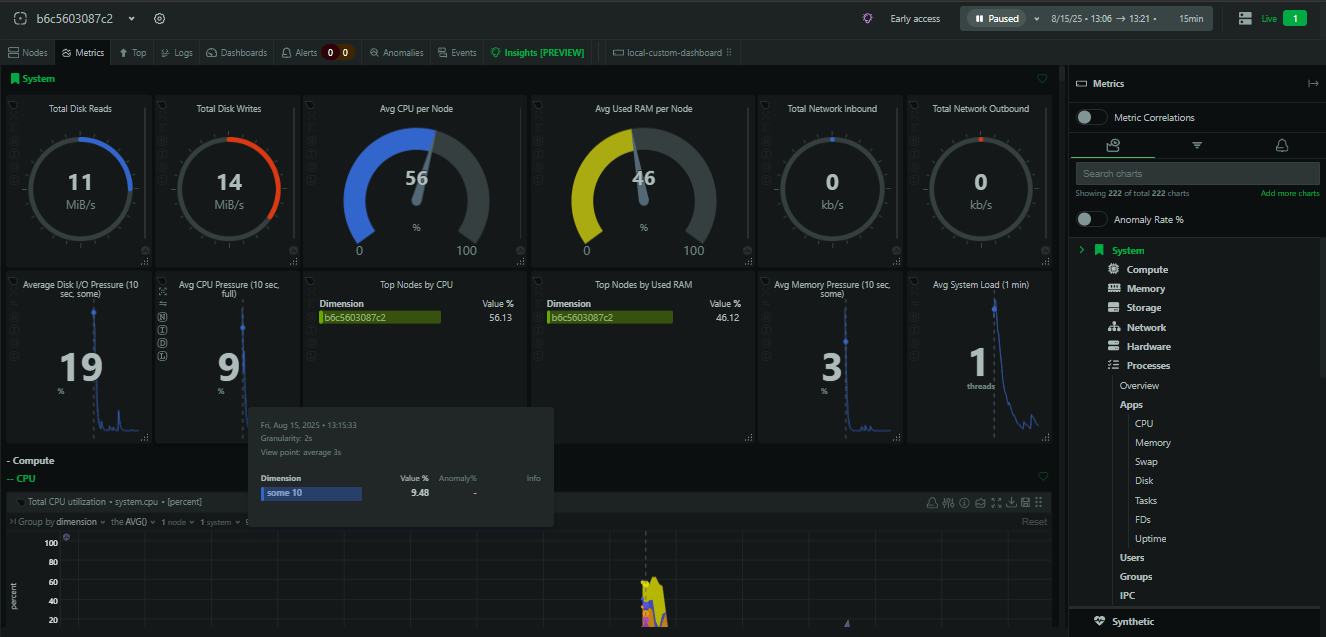 b6c5603087c2
Early access
Paused 8/15/25 • 13:06 → 13:21 • 15min
Live 1
Nodes Metrics Top Logs Dashboards Alerts 0 0 Anomalies Events Insights [PREVIEW] local-custom-dashboard
System
Total Disk Reads
11
MiB/s
Total Disk Writes
14
MiB/s
Avg CPU per Node
56
%
0 100
Avg Used RAM per Node
46
%
0 100
Total Network Inbound
0
kb/s
Total Network Outbound
0
kb/s
Average Disk I/O Pressure (10
sec, some)
19
%
Avg CPU Pressure (10 sec,
full)
N
I
D
L
9
%
Top Nodes by CPU
Dimension Value %
b6c5603087c2 56.13
Top Nodes by Used RAM
Dimension Value %
b6c5603087c2 46.12
Avg Memory Pressure (10 sec,
some)
3
%
Avg System Load (1 min)
1
threads
Fri, Aug 15, 2025 • 13:15:33
Granularity: 2s
View point: average 3s
Dimension Value % Anomaly% Info
some 10 9.48 -
- Compute
-- CPU
Total CPU utilization • system.cpu • [percent]
Group by dimension the AVG() 1 node 1 system
Reset
100
80
60
40
20
percent
Metrics
Metric Correlations
Search charts
Showing 222 of total 222 charts Add more charts
Anomaly Rate %
System
Compute
Memory
Storage
Network
Hardware
Processes
Overview
Apps
CPU
Memory
Swap
Disk
Tasks
FDs
Uptime
Users
Groups
IPC
Synthetic